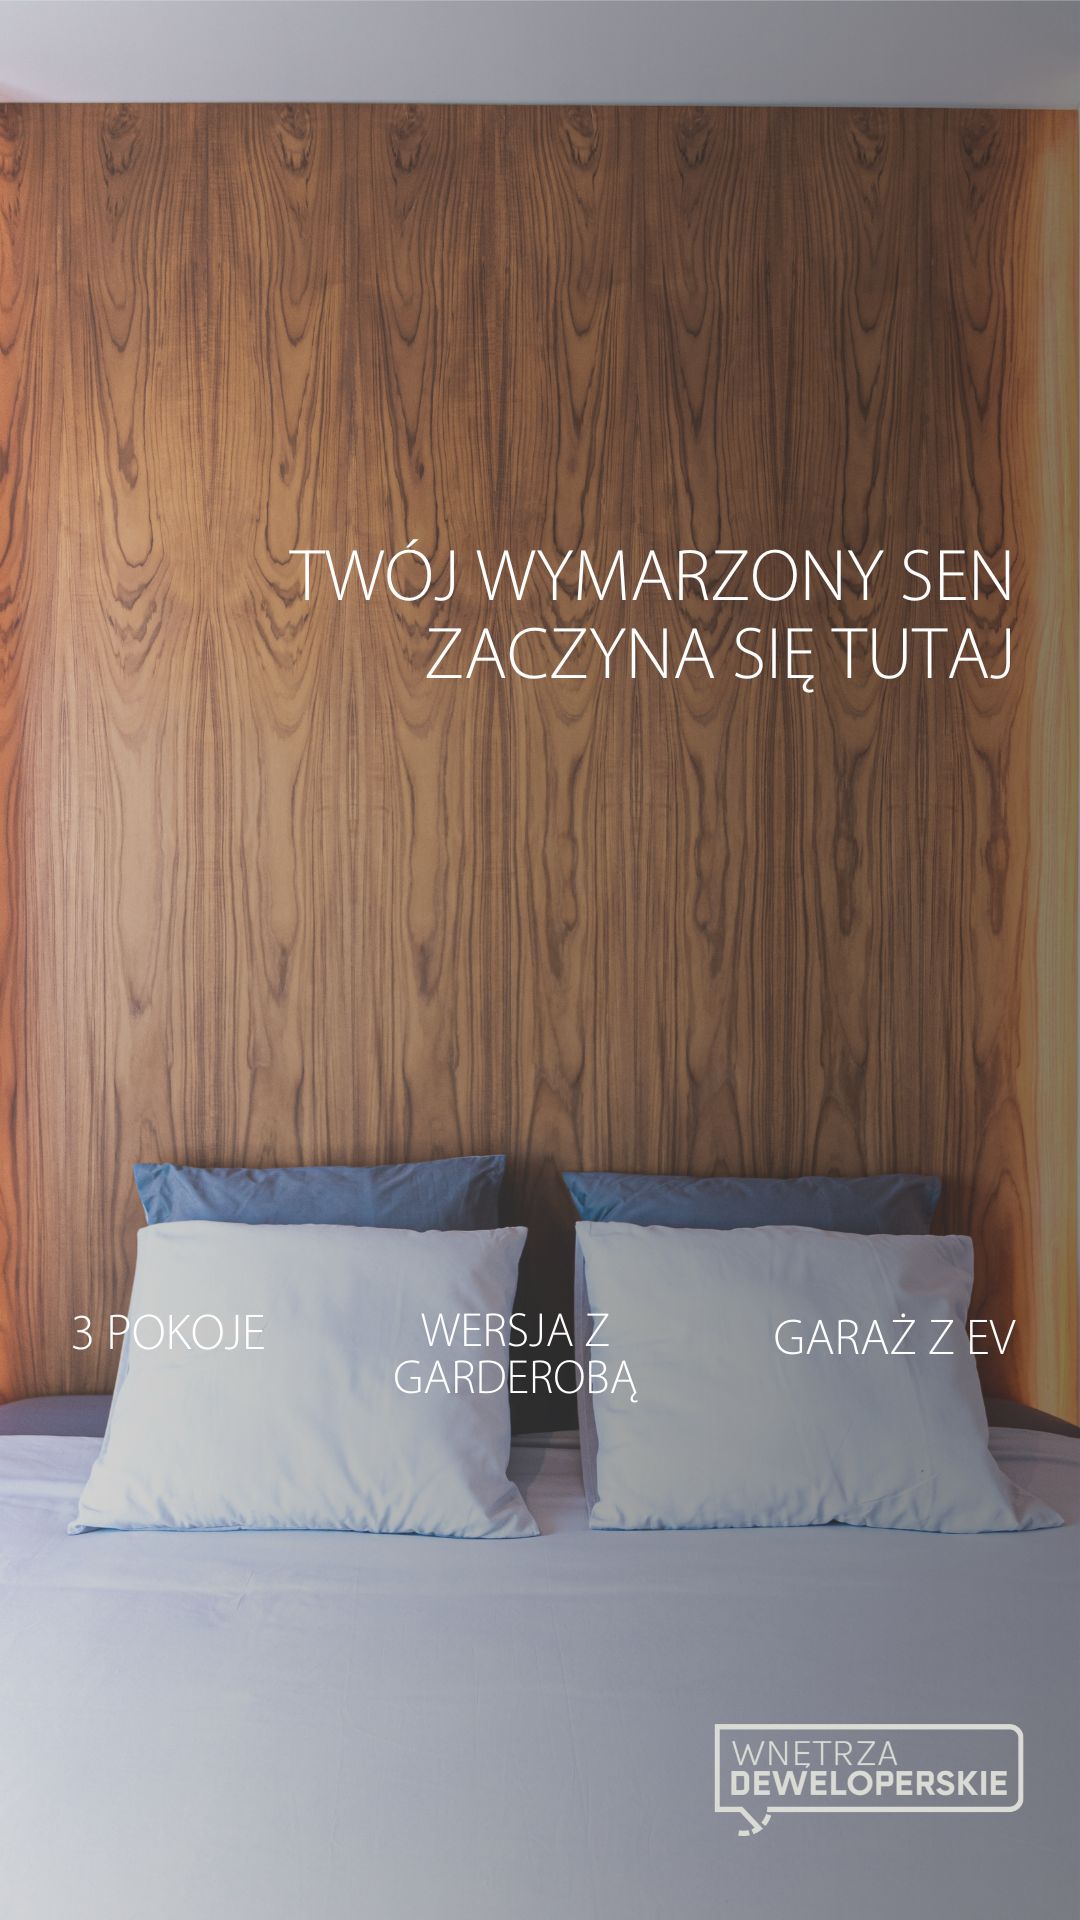 TWÓJ WYMARZONY SEN
ZACZYNA SIĘ TUTAJ
3 POKOJE
WERSJA Z
GARDEROBĄ
GARAŻ Z EV
WNĘTRZA
DEWELOPERSKIE